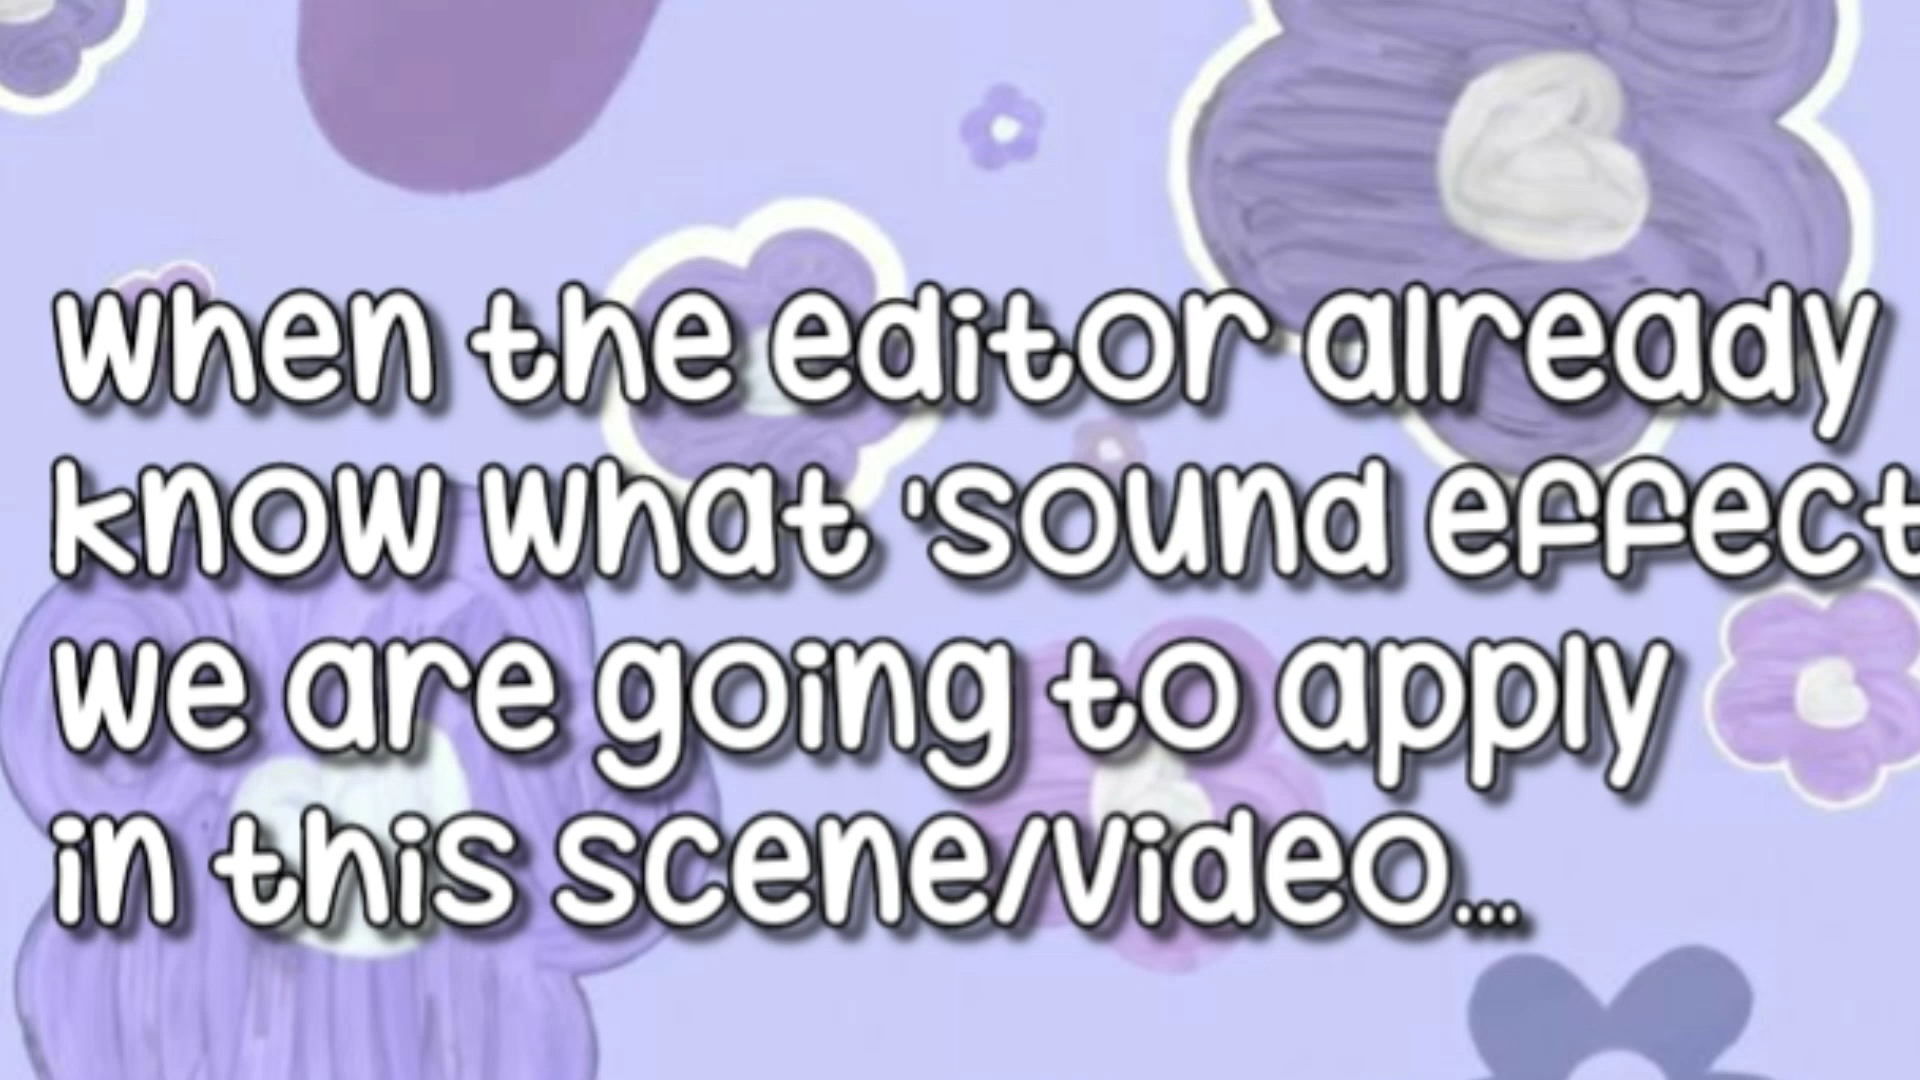 When the editor already
know what 'sound effect
we are going to apply
in this scene/video...